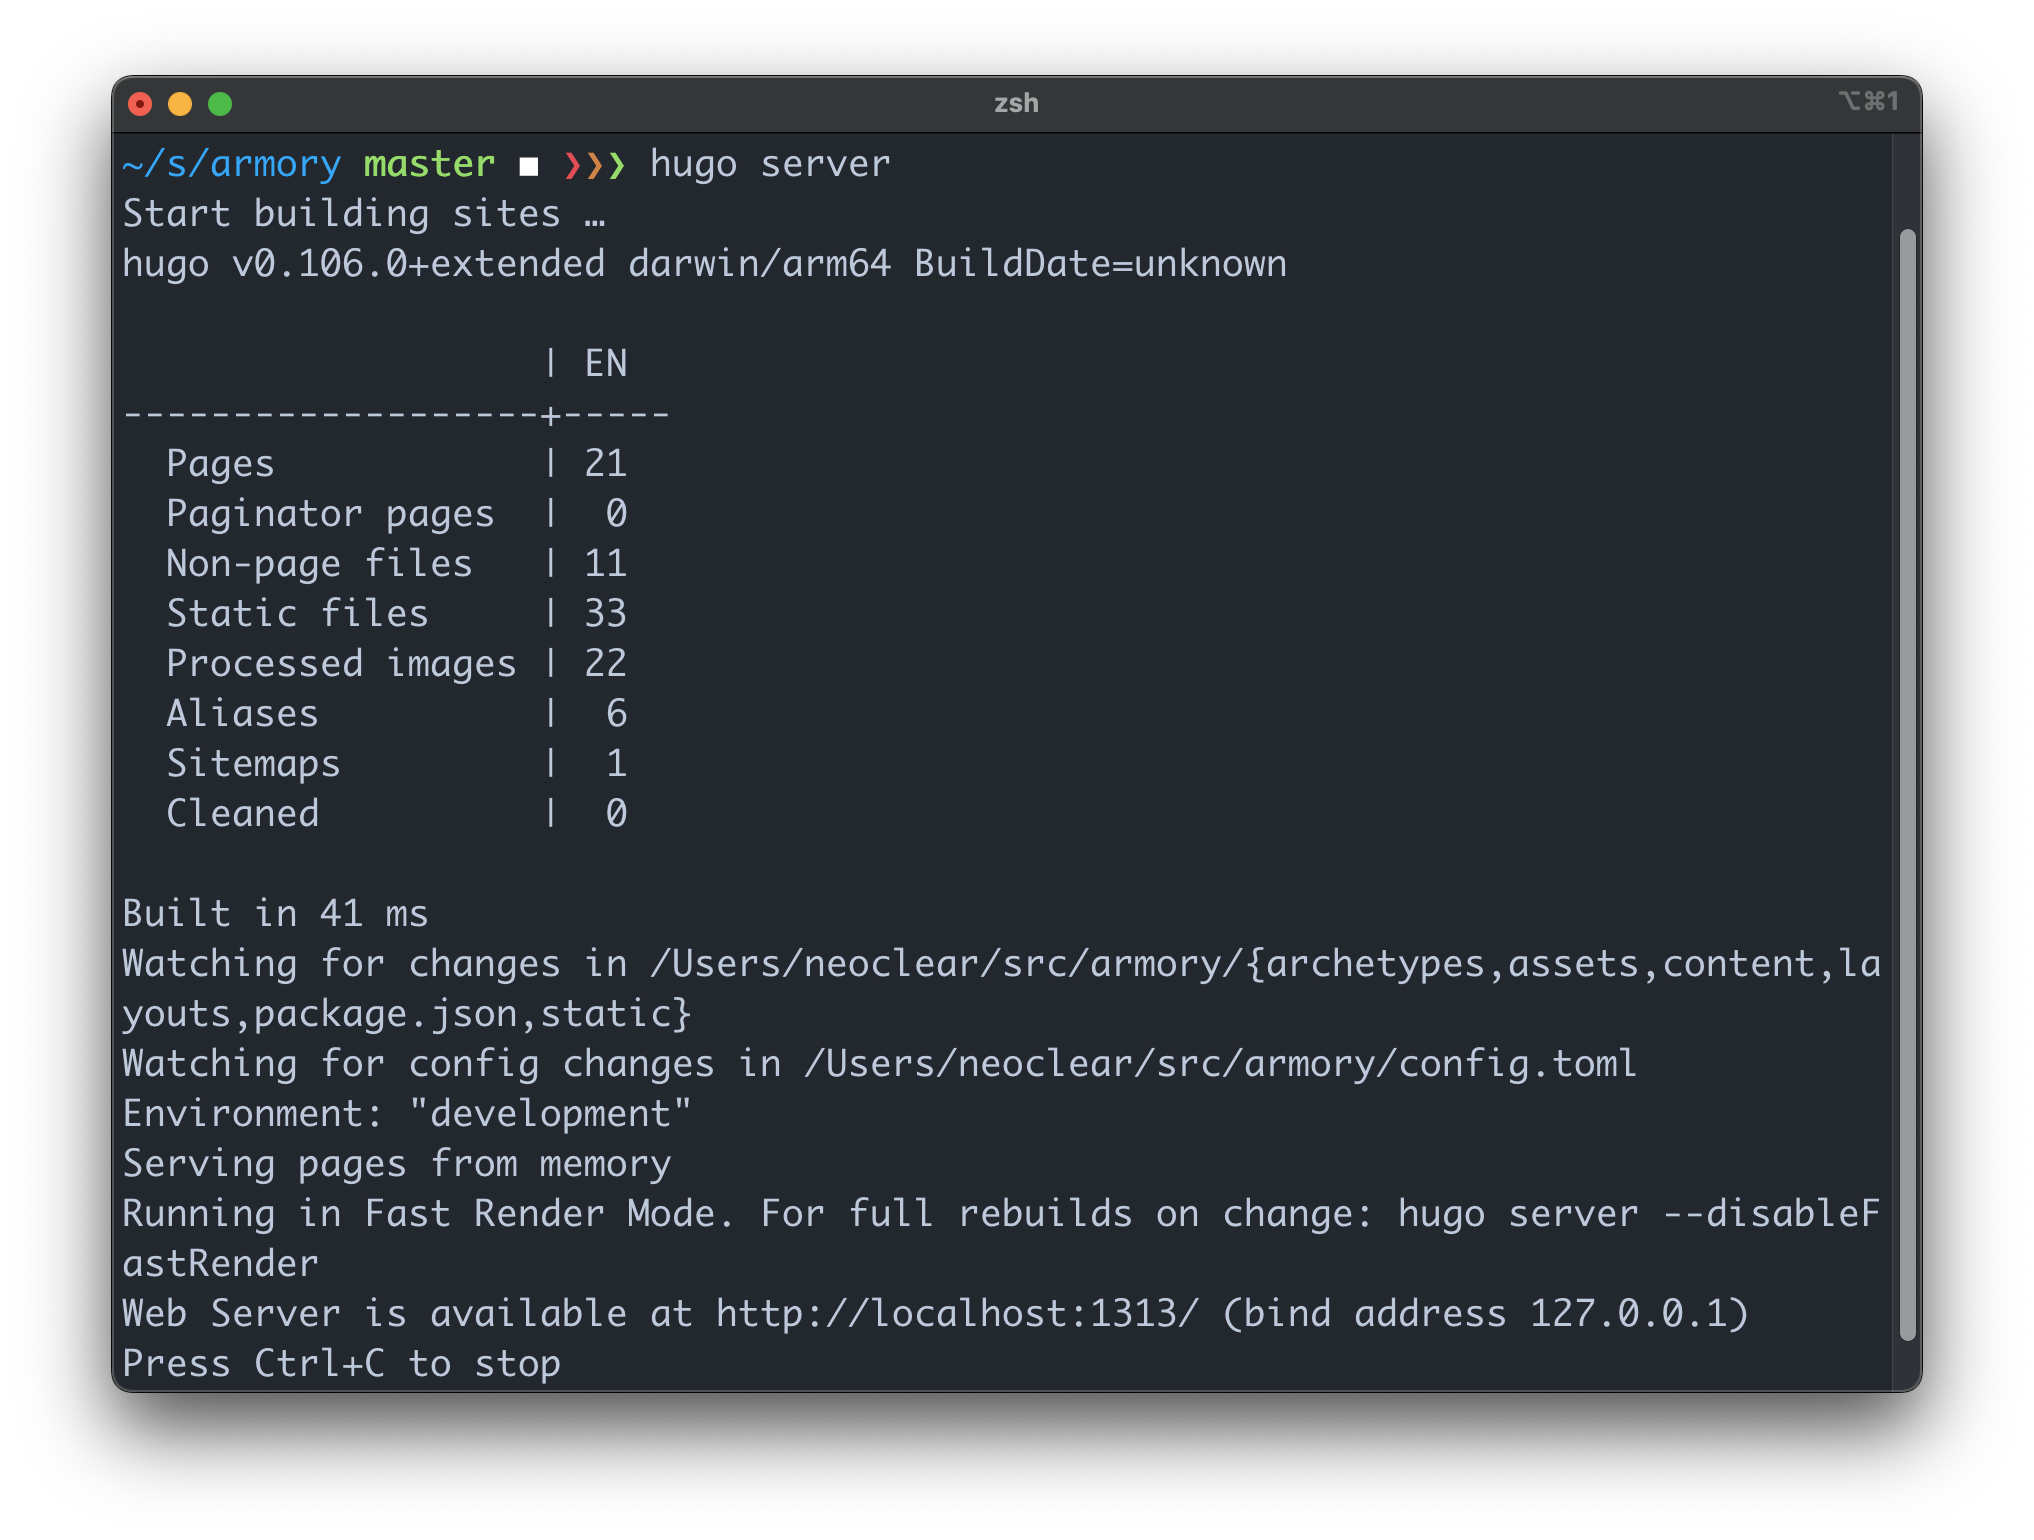 zsh
⌥⌘1
~/s/armory master ■ ❯❯❯ hugo server
Start building sites …
hugo v0.106.0+extended darwin/arm64 BuildDate=unknown
                   | EN
-------------------+-----
  Pages            | 21
  Paginator pages  |  0
  Non-page files   | 11
  Static files     | 33
  Processed images | 22
  Aliases          |  6
  Sitemaps         |  1
  Cleaned          |  0
Built in 41 ms
Watching for changes in /Users/neoclear/src/armory/{archetypes,assets,content,la
youts,package.json,static}
Watching for config changes in /Users/neoclear/src/armory/config.toml
Environment: "development"
Serving pages from memory
Running in Fast Render Mode. For full rebuilds on change: hugo server --disableF
astRender
Web Server is available at http://localhost:1313/ (bind address 127.0.0.1)
Press Ctrl+C to stop